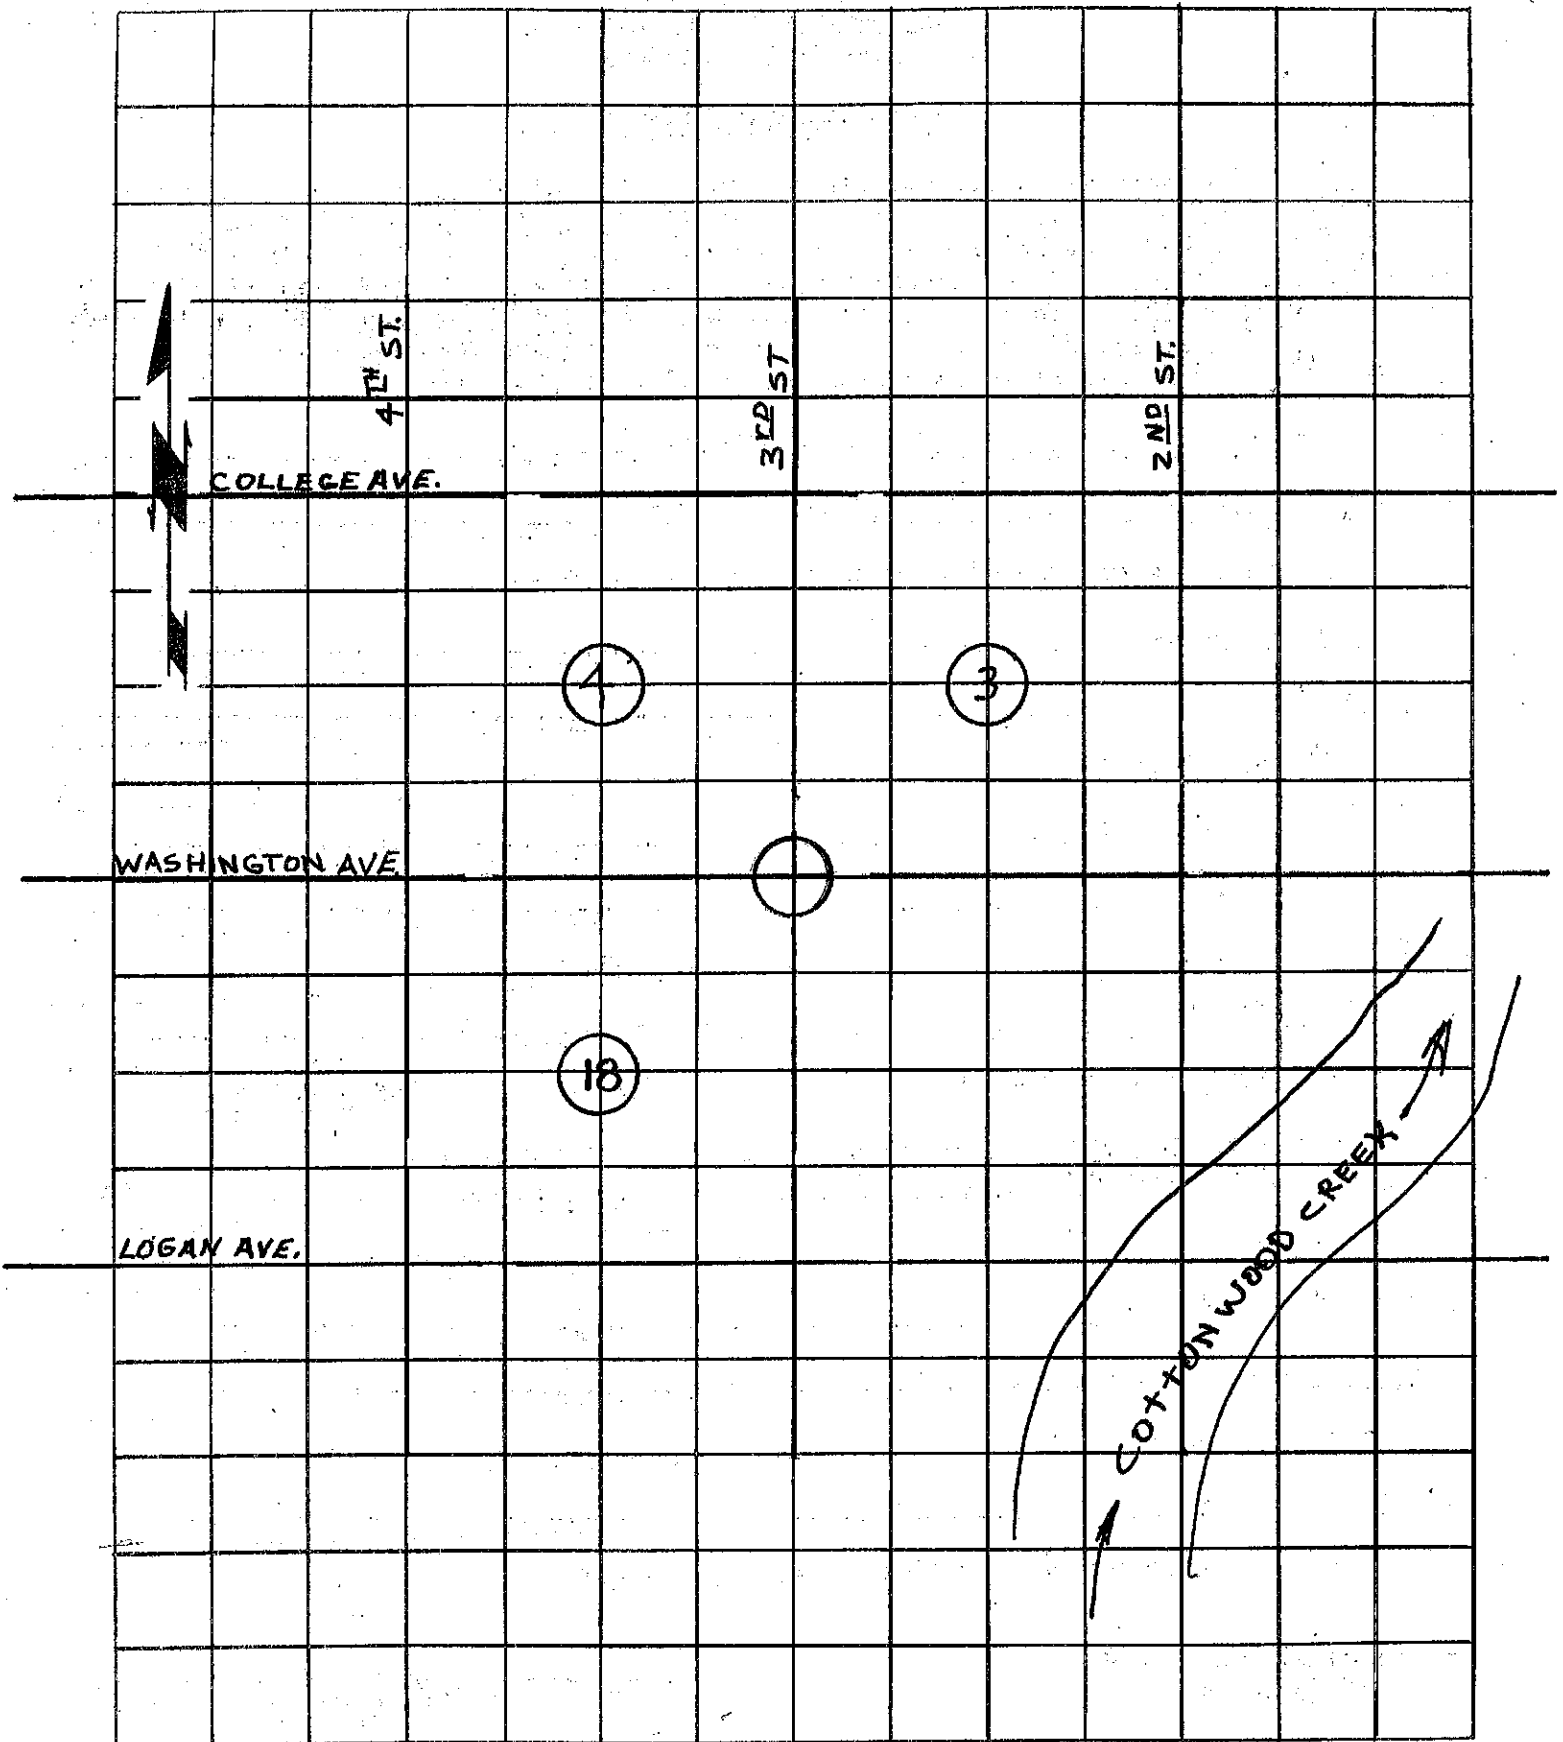 4TH ST.
3rD ST
2ND ST.
N
COLLEGE AVE.
4
3
WASHINGTON AVE.
18
LOGAN AVE.
COTTONWOOD CREEK